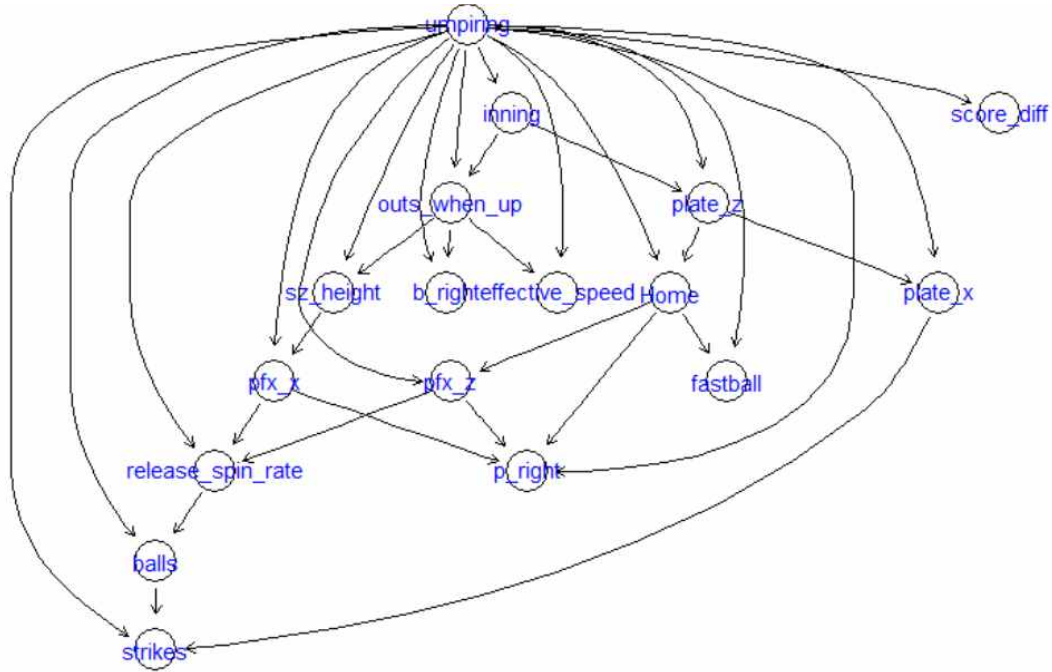 umpiring
inning
score_diff
outs_when_up
plate_z
sz_height
b_right
effective_speed
Home
plate_x
pfx_x
pfx_z
fastball
release_spin_rate
p_right
balls
strikes